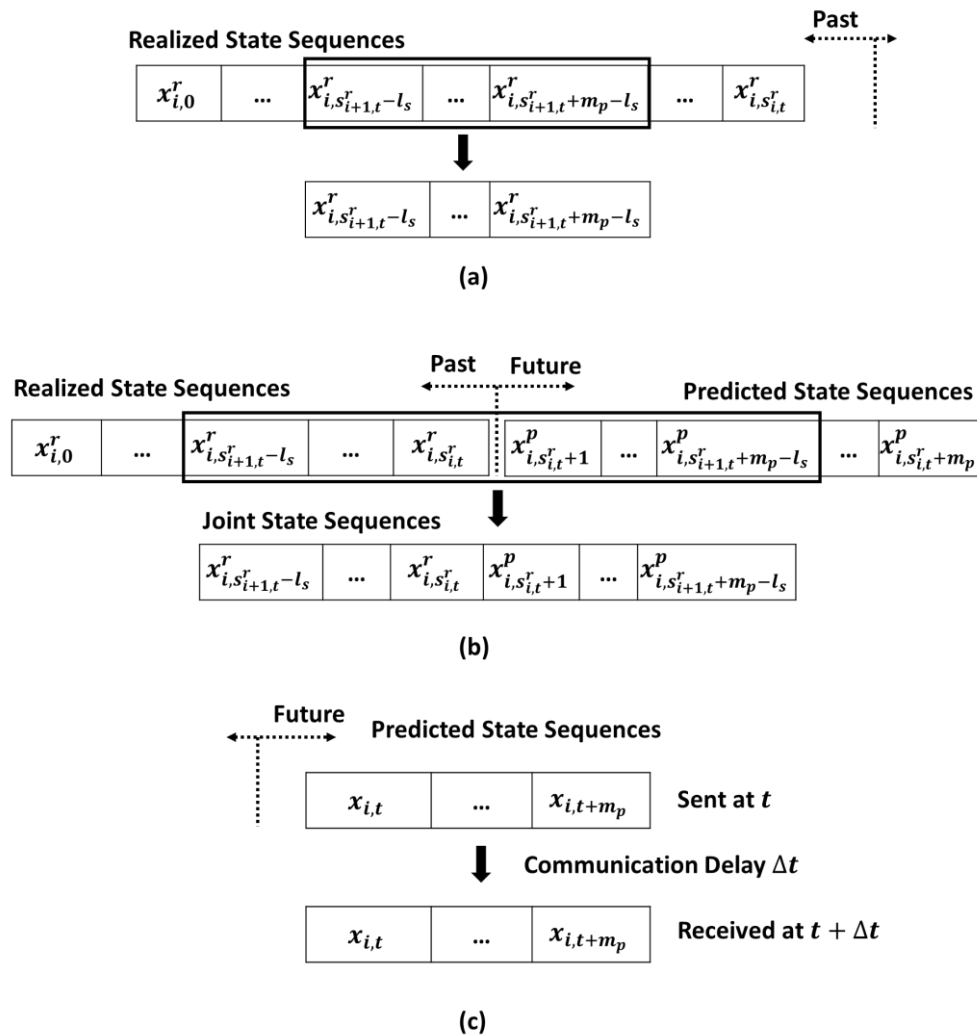 Past
Realized State Sequences
x^r_{i,0} ... x^r_{i,s^r_{i+1,t}-l_s} ... x^r_{i,s^r_{i+1,t}+m_p-l_s} ... x^r_{i,s^r_{i,t}}
x^r_{i,s^r_{i+1,t}-l_s} ... x^r_{i,s^r_{i+1,t}+m_p-l_s}
(a)
Past Future
Realized State Sequences Predicted State Sequences
x^r_{i,0} ... x^r_{i,s^r_{i+1,t}-l_s} ... x^r_{i,s^r_{i,t}} x^p_{i,s^r_{i,t}+1} ... x^p_{i,s^r_{i+1,t}+m_p-l_s} ... x^p_{i,s^r_{i,t}+m_p}
Joint State Sequences
x^r_{i,s^r_{i+1,t}-l_s} ... x^r_{i,s^r_{i,t}} x^p_{i,s^r_{i,t}+1} ... x^p_{i,s^r_{i+1,t}+m_p-l_s}
(b)
Future
Predicted State Sequences
x_{i,t} ... x_{i,t+m_p} Sent at t
Communication Delay Δt
x_{i,t} ... x_{i,t+m_p} Received at t + Δt
(c)